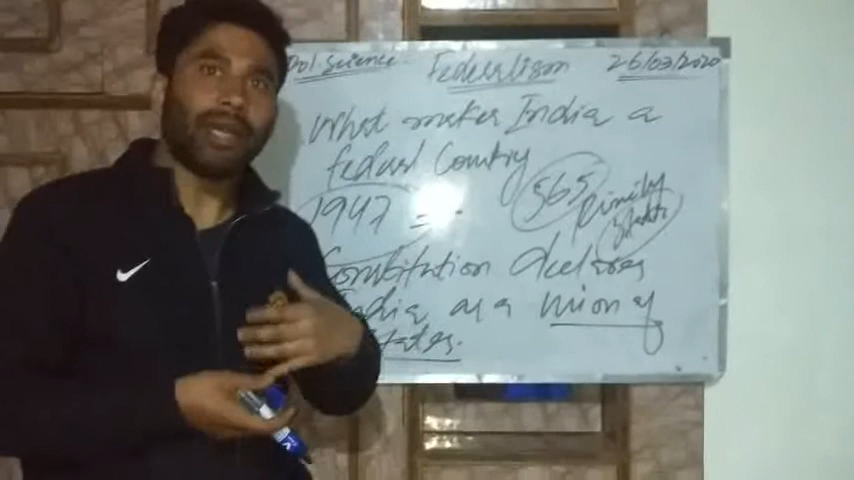 Pol Science Federalism 26/03/2020
What makes India a
federal Country
1947 = 565
Princily
States
Constitution declares
India as a union of
States.